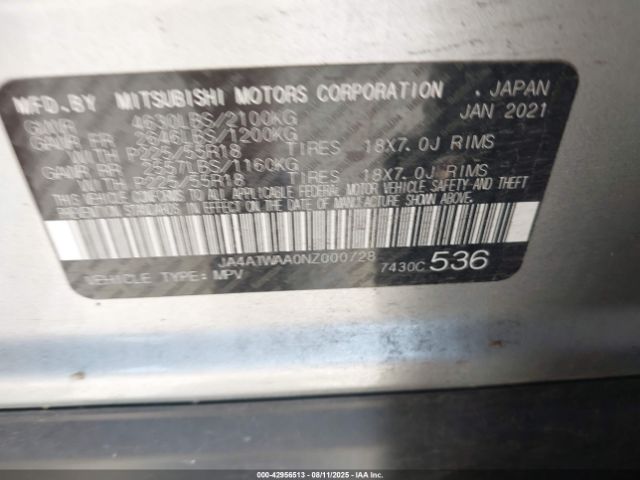 MFD.BY MITSUBISHI MOTORS CORPORATION . JAPAN
GVWR 4630LBS/2100KG JAN 2021
GAWR FR 2646LBS/1200KG
WITH P225/55R18 TIRES 18X7.0J RIMS
GAWR RR 2557LBS/1160KG
WITH P225/55R18 TIRES 18X7.0J RIMS
THIS VEHICLE CONFORMS TO ALL APPLICABLE FEDERAL MOTOR VEHICLE SAFETY AND THEFT
PREVENTION STANDARDS IN EFFECT ON THE DATE OF MANUFACTURE SHOWN ABOVE.
JA4ATWAA0NZ000728
VEHICLE TYPE: MPV 7430C 536
000-42956513 - 08/11/2025 - IAAI.COM